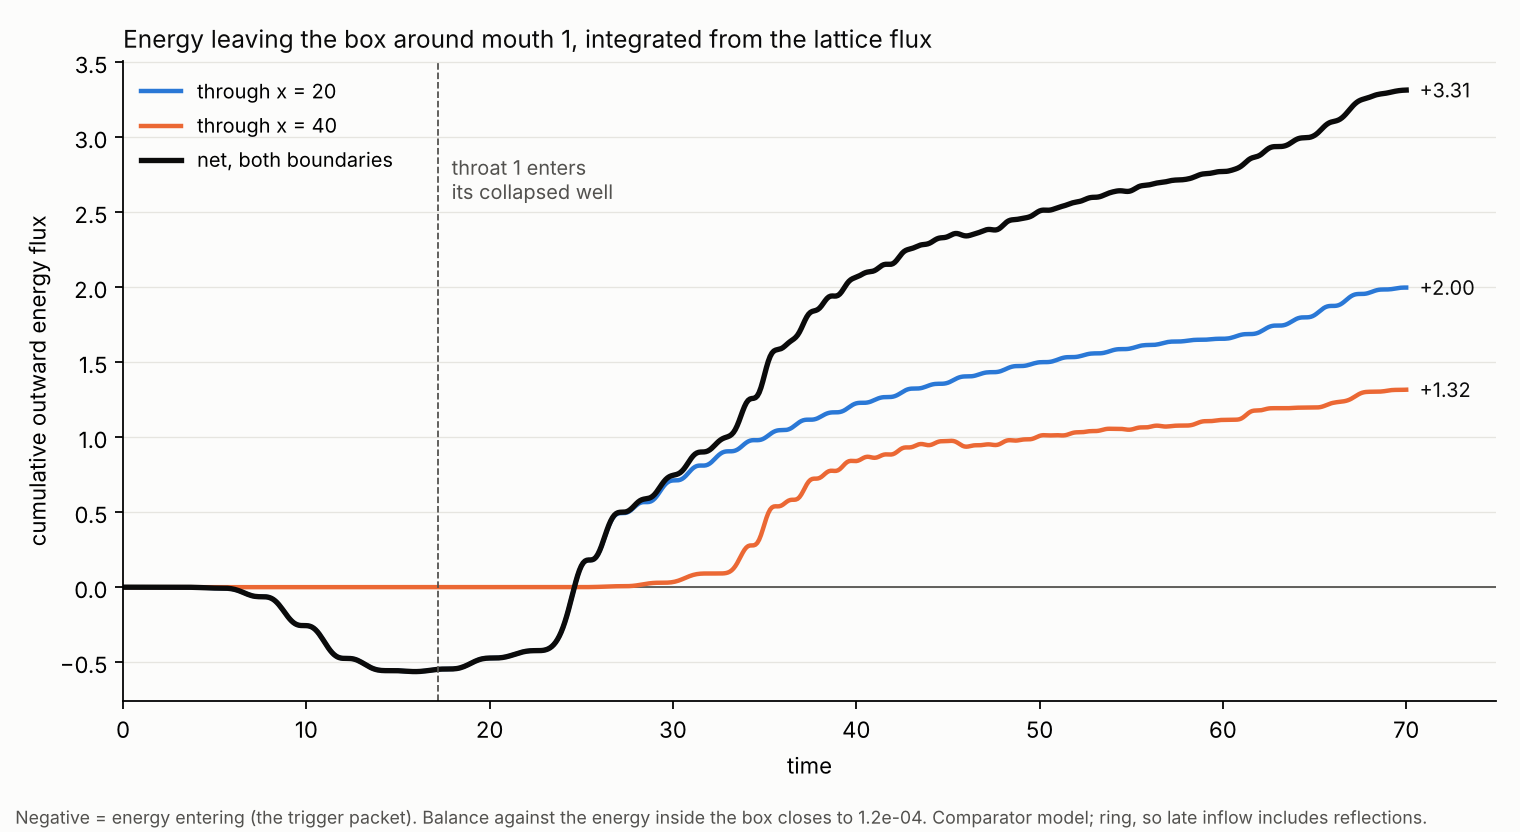 Energy leaving the box around mouth 1, integrated from the lattice flux
through x = 20
through x = 40
net, both boundaries
throat 1 enters
its collapsed well
+3.31
+2.00
+1.32
cumulative outward energy flux
3.5
3.0
2.5
2.0
1.5
1.0
0.5
0.0
−0.5
0
10
20
30
40
50
60
70
time
Negative = energy entering (the trigger packet). Balance against the energy inside the box closes to 1.2e-04. Comparator model; ring, so late inflow includes reflections.